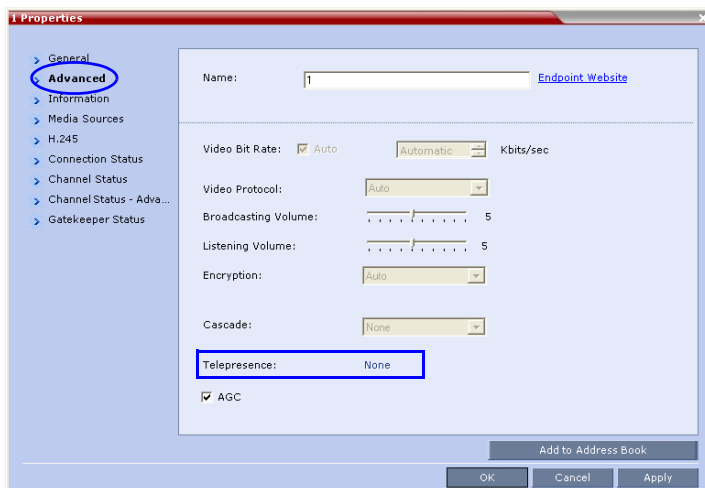 1 Properties
General
Advanced
Information
Media Sources
H.245
Connection Status
Channel Status
Channel Status - Adva...
Gatekeeper Status
Name: 1 Endpoint Website
Video Bit Rate: Auto Automatic Kbits/sec
Video Protocol: Auto
Broadcasting Volume: 5
Listening Volume: 5
Encryption: Auto
Cascade: None
Telepresence: None
AGC
Add to Address Book
OK Cancel Apply